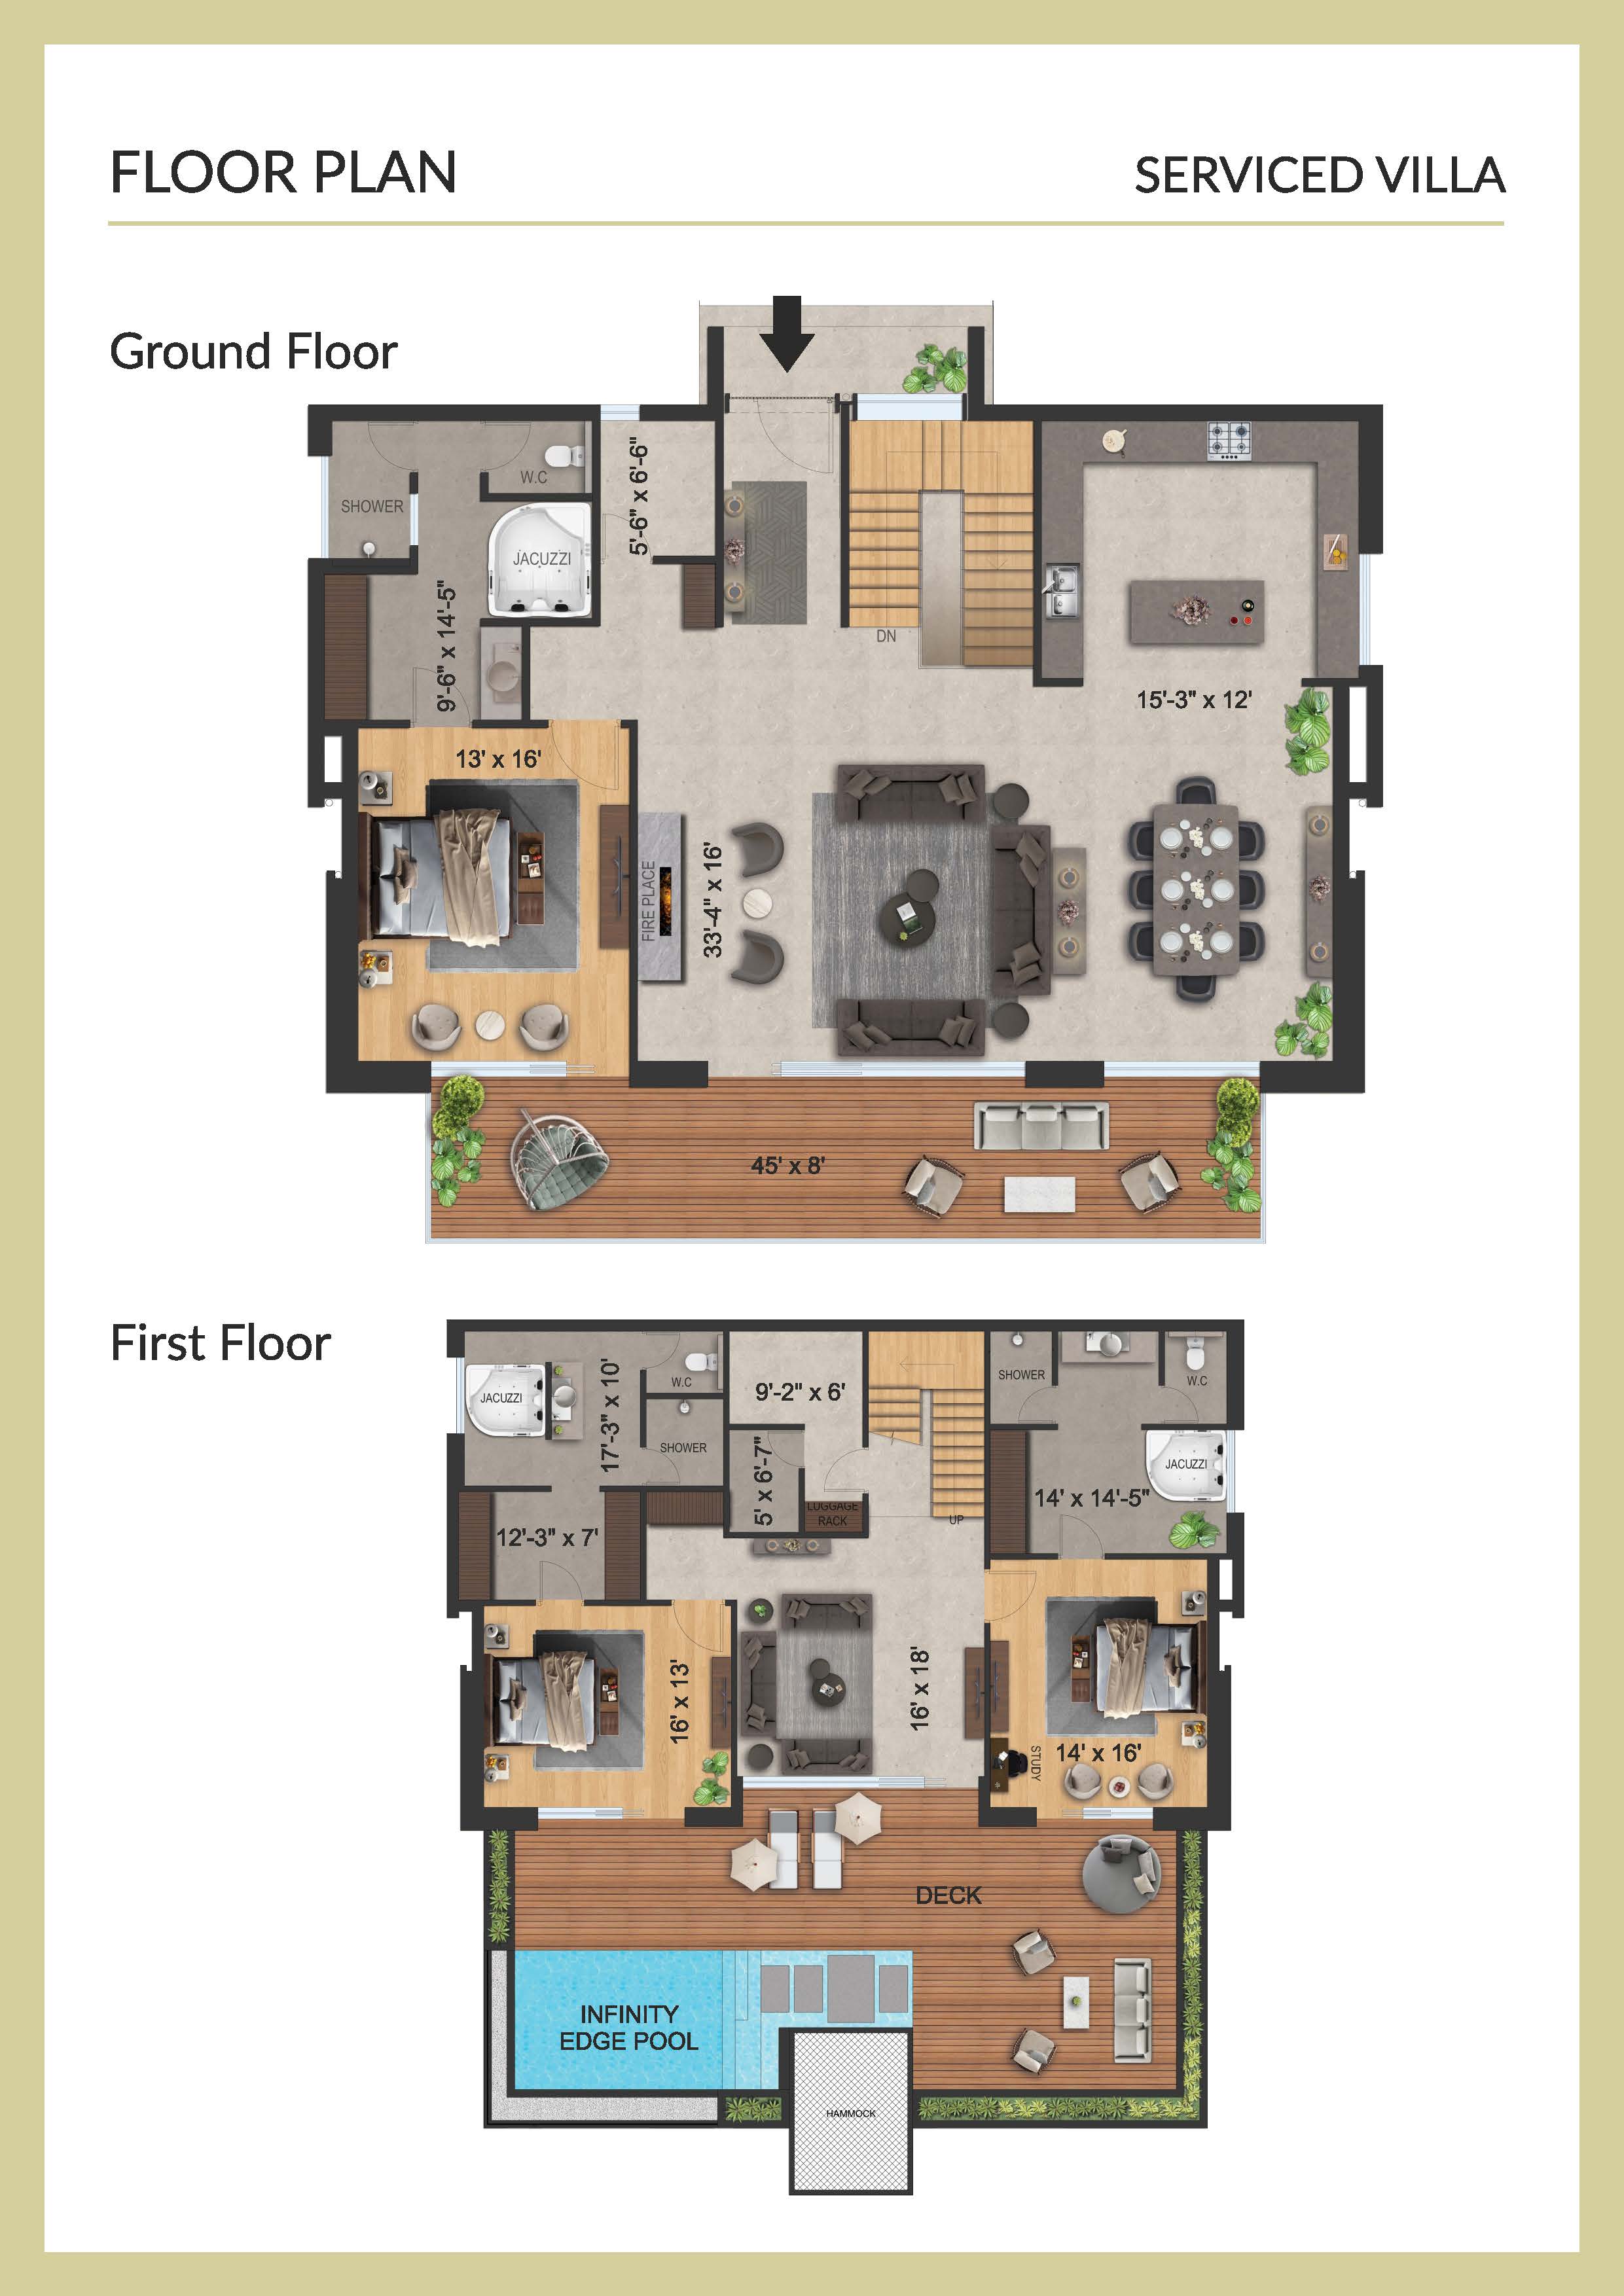 FLOOR PLAN
SERVICED VILLA
Ground Floor
W.C
SHOWER
JACUZZI
5'-6" x 6'-6"
9'-6" x 14'-5"
DN
15'-3" x 12'
13' x 16'
FIRE PLACE
33'-4" x 16'
45' x 8'
First Floor
JACUZZI
17'-3" x 10'
W.C
SHOWER
9'-2" x 6'
5' x 6'-7"
LUGGAGE
RACK
UP
SHOWER
W.C
JACUZZI
14' x 14'-5"
12'-3" x 7'
16' x 13'
16' x 18'
STUDY
14' x 16'
DECK
INFINITY
EDGE POOL
HAMMOCK